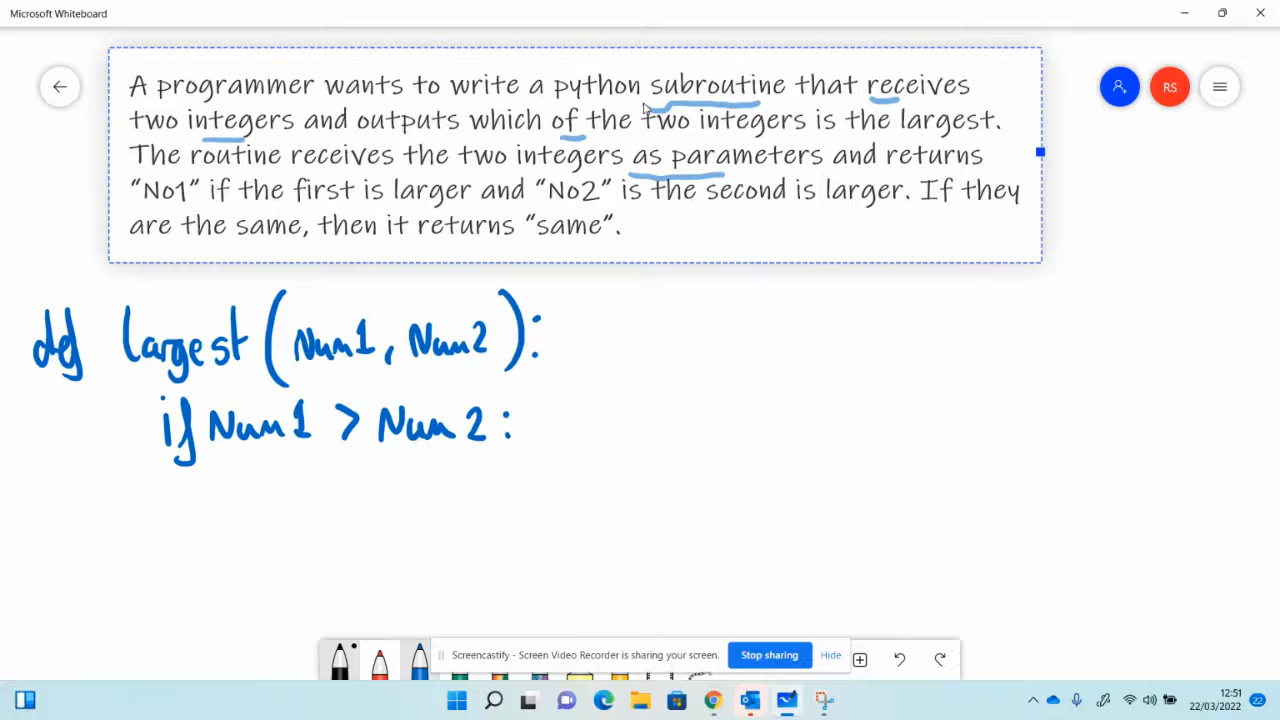 Microsoft Whiteboard
A programmer wants to write a python subroutine that receives
two integers and outputs which of the two integers is the largest.
The routine receives the two integers as parameters and returns
“No1” if the first is larger and “No2” is the second is larger. If they
are the same, then it returns “same”.
RS
def largest (Num1, Num2):
if Num1 > Num2:
Screencastify - Screen Video Recorder is sharing your screen.
Stop sharing
Hide
12:51
22/03/2022
22